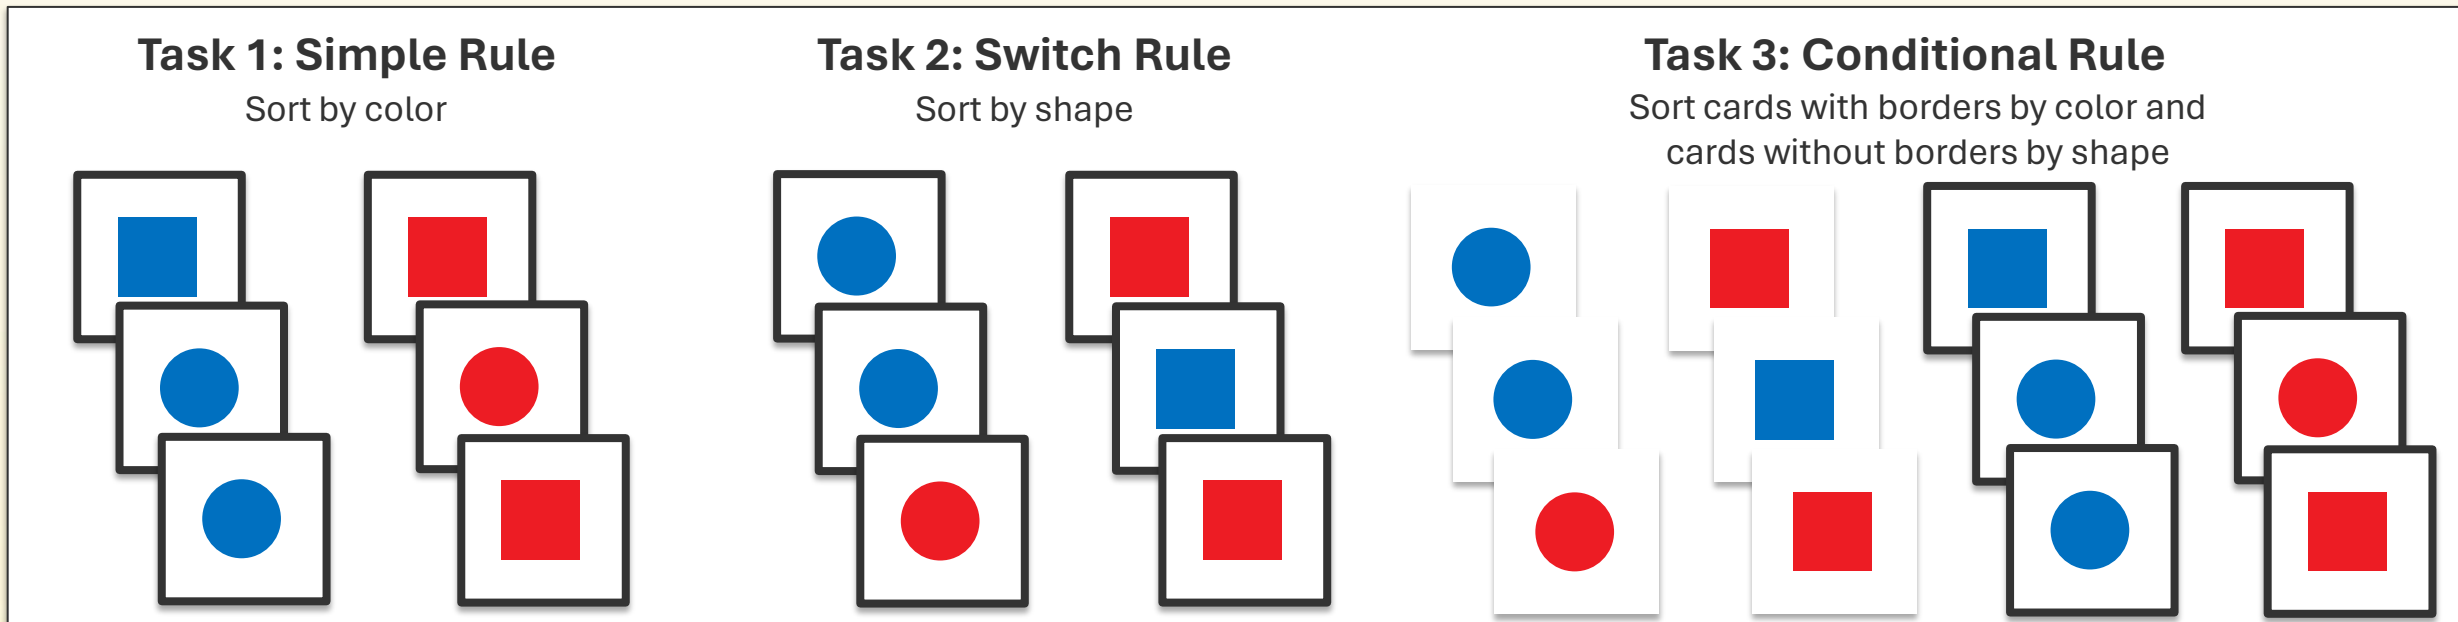 Task 1: Simple Rule
Sort by color
Task 2: Switch Rule
Sort by shape
Task 3: Conditional Rule
Sort cards with borders by color and
cards without borders by shape